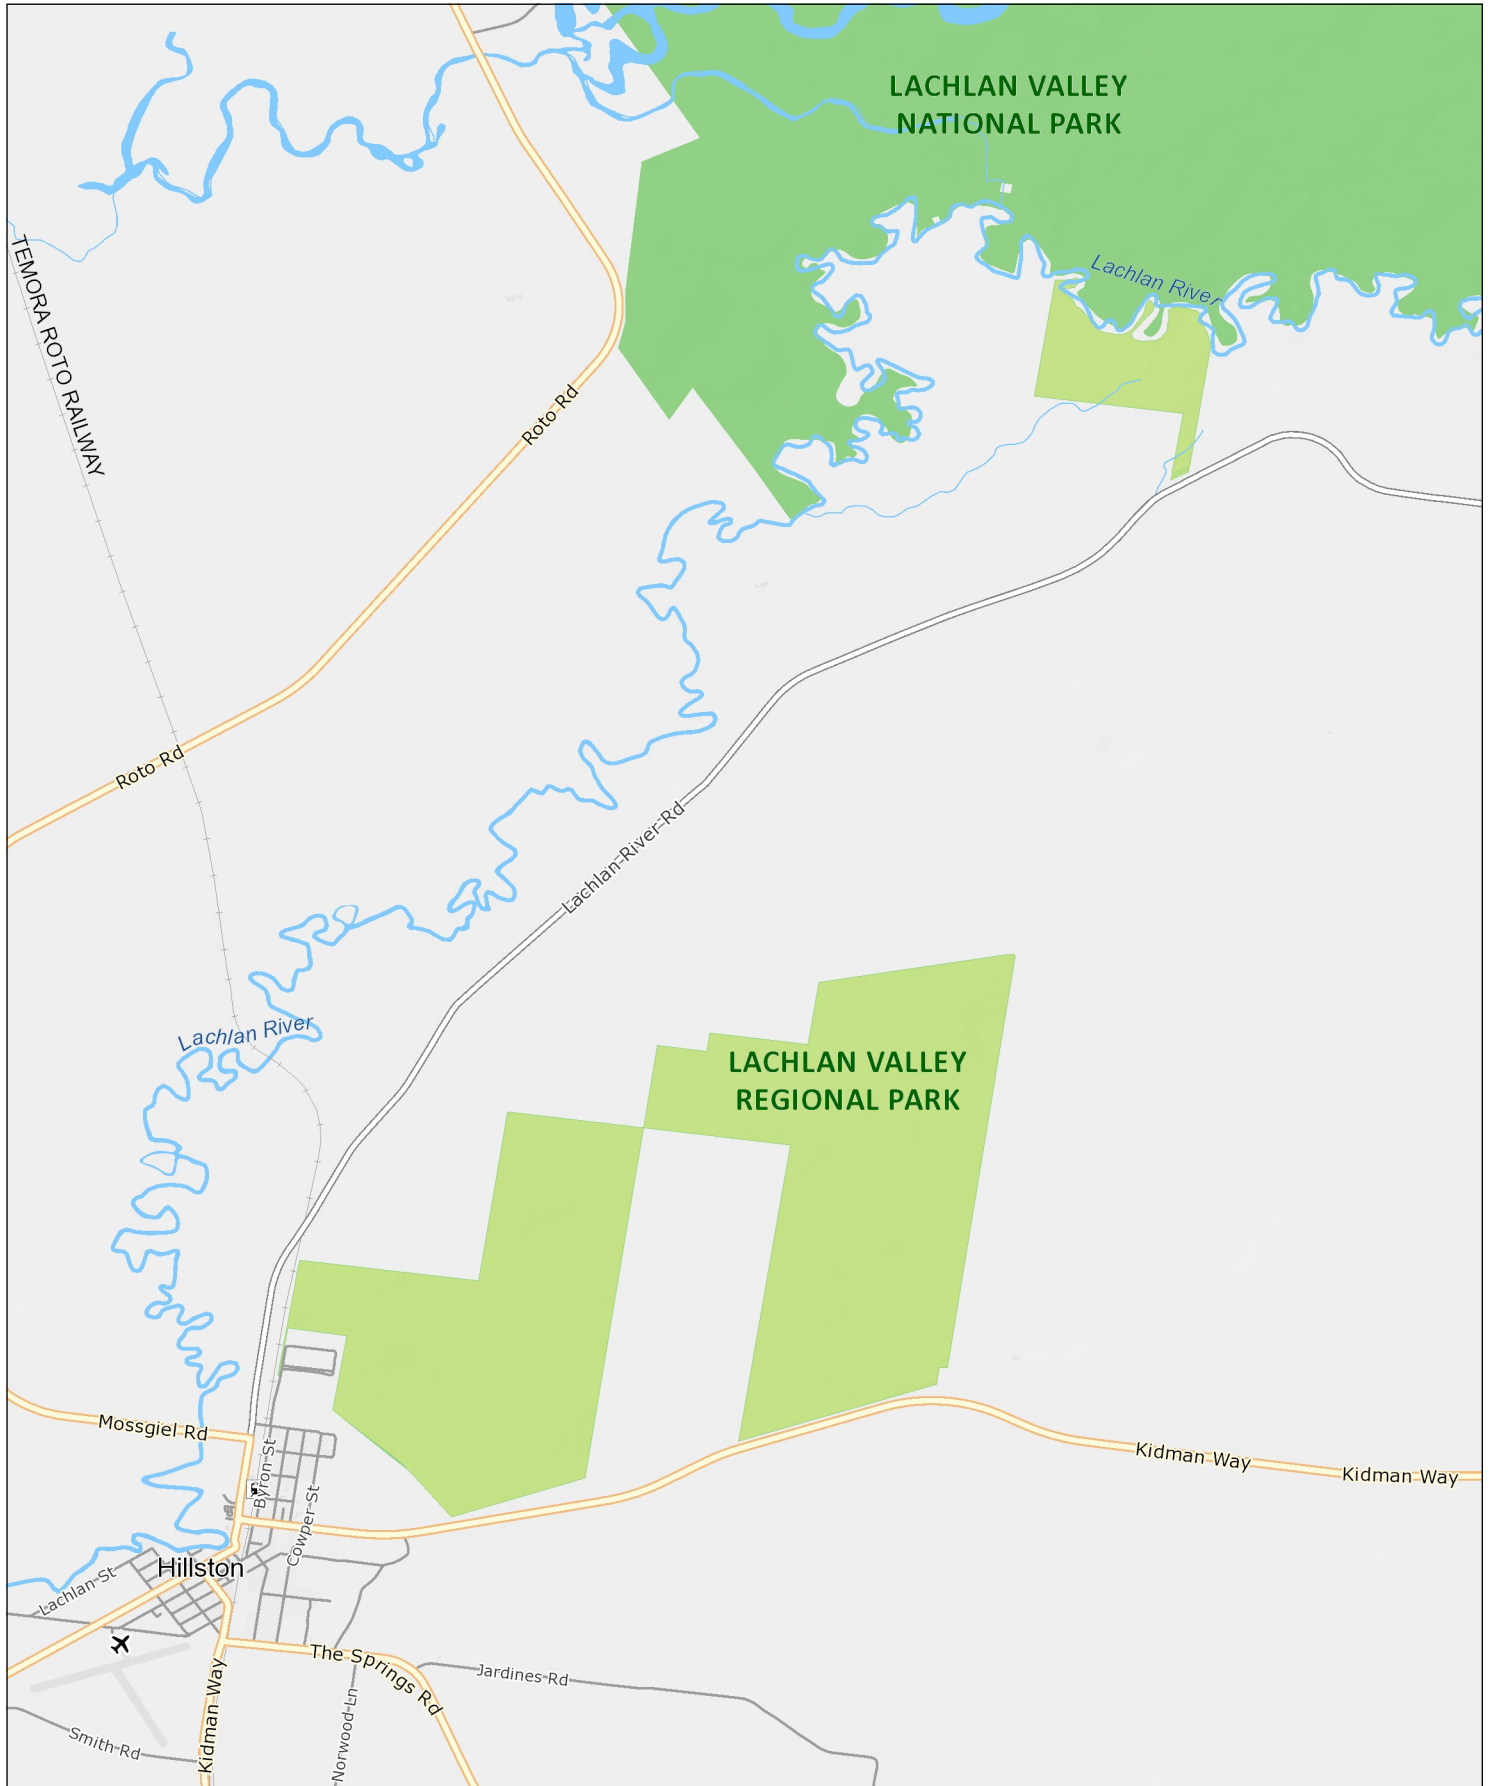 LACHLAN VALLEY
NATIONAL PARK
Lachlan River
TEMORA ROTO RAILWAY
Roto Rd
Roto Rd
Lachlan River Rd
Lachlan River
LACHLAN VALLEY
REGIONAL PARK
Mossgiel Rd
Byron St
Cowper St
Kidman Way
Kidman Way
Hillston
Lachlan St
The Springs Rd
Jardines Rd
Kidman Way
Norwood Ln
Smith Rd